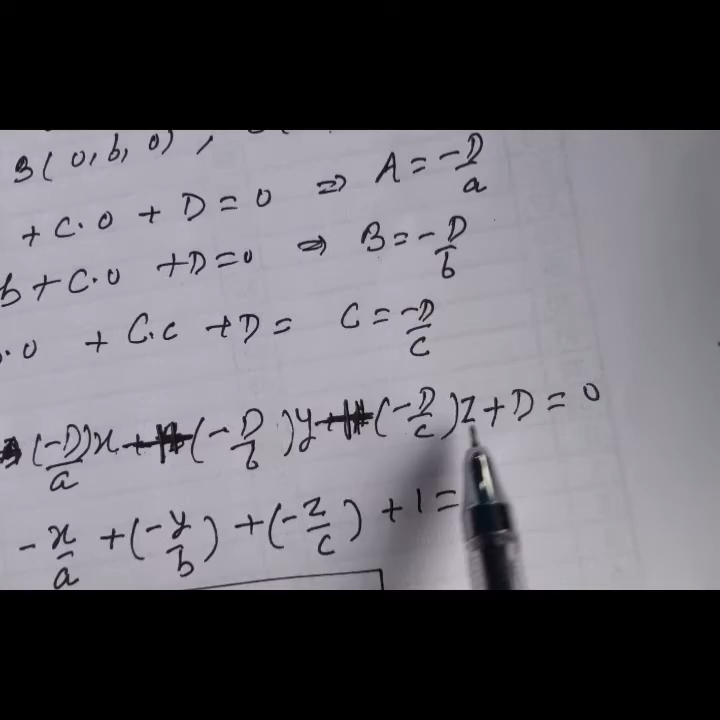 B(0, b, 0) ,
+ C·0 + D = 0 ⇒ A = -D/a
b + C·0 + D = 0 ⇒ B = -D/b
·0 + C.c + D = C = -D/c
(-D/a)x + (-D/b)y + (-D/c)z + D = 0
-x/a + (-y/b) + (-z/c) + 1 =